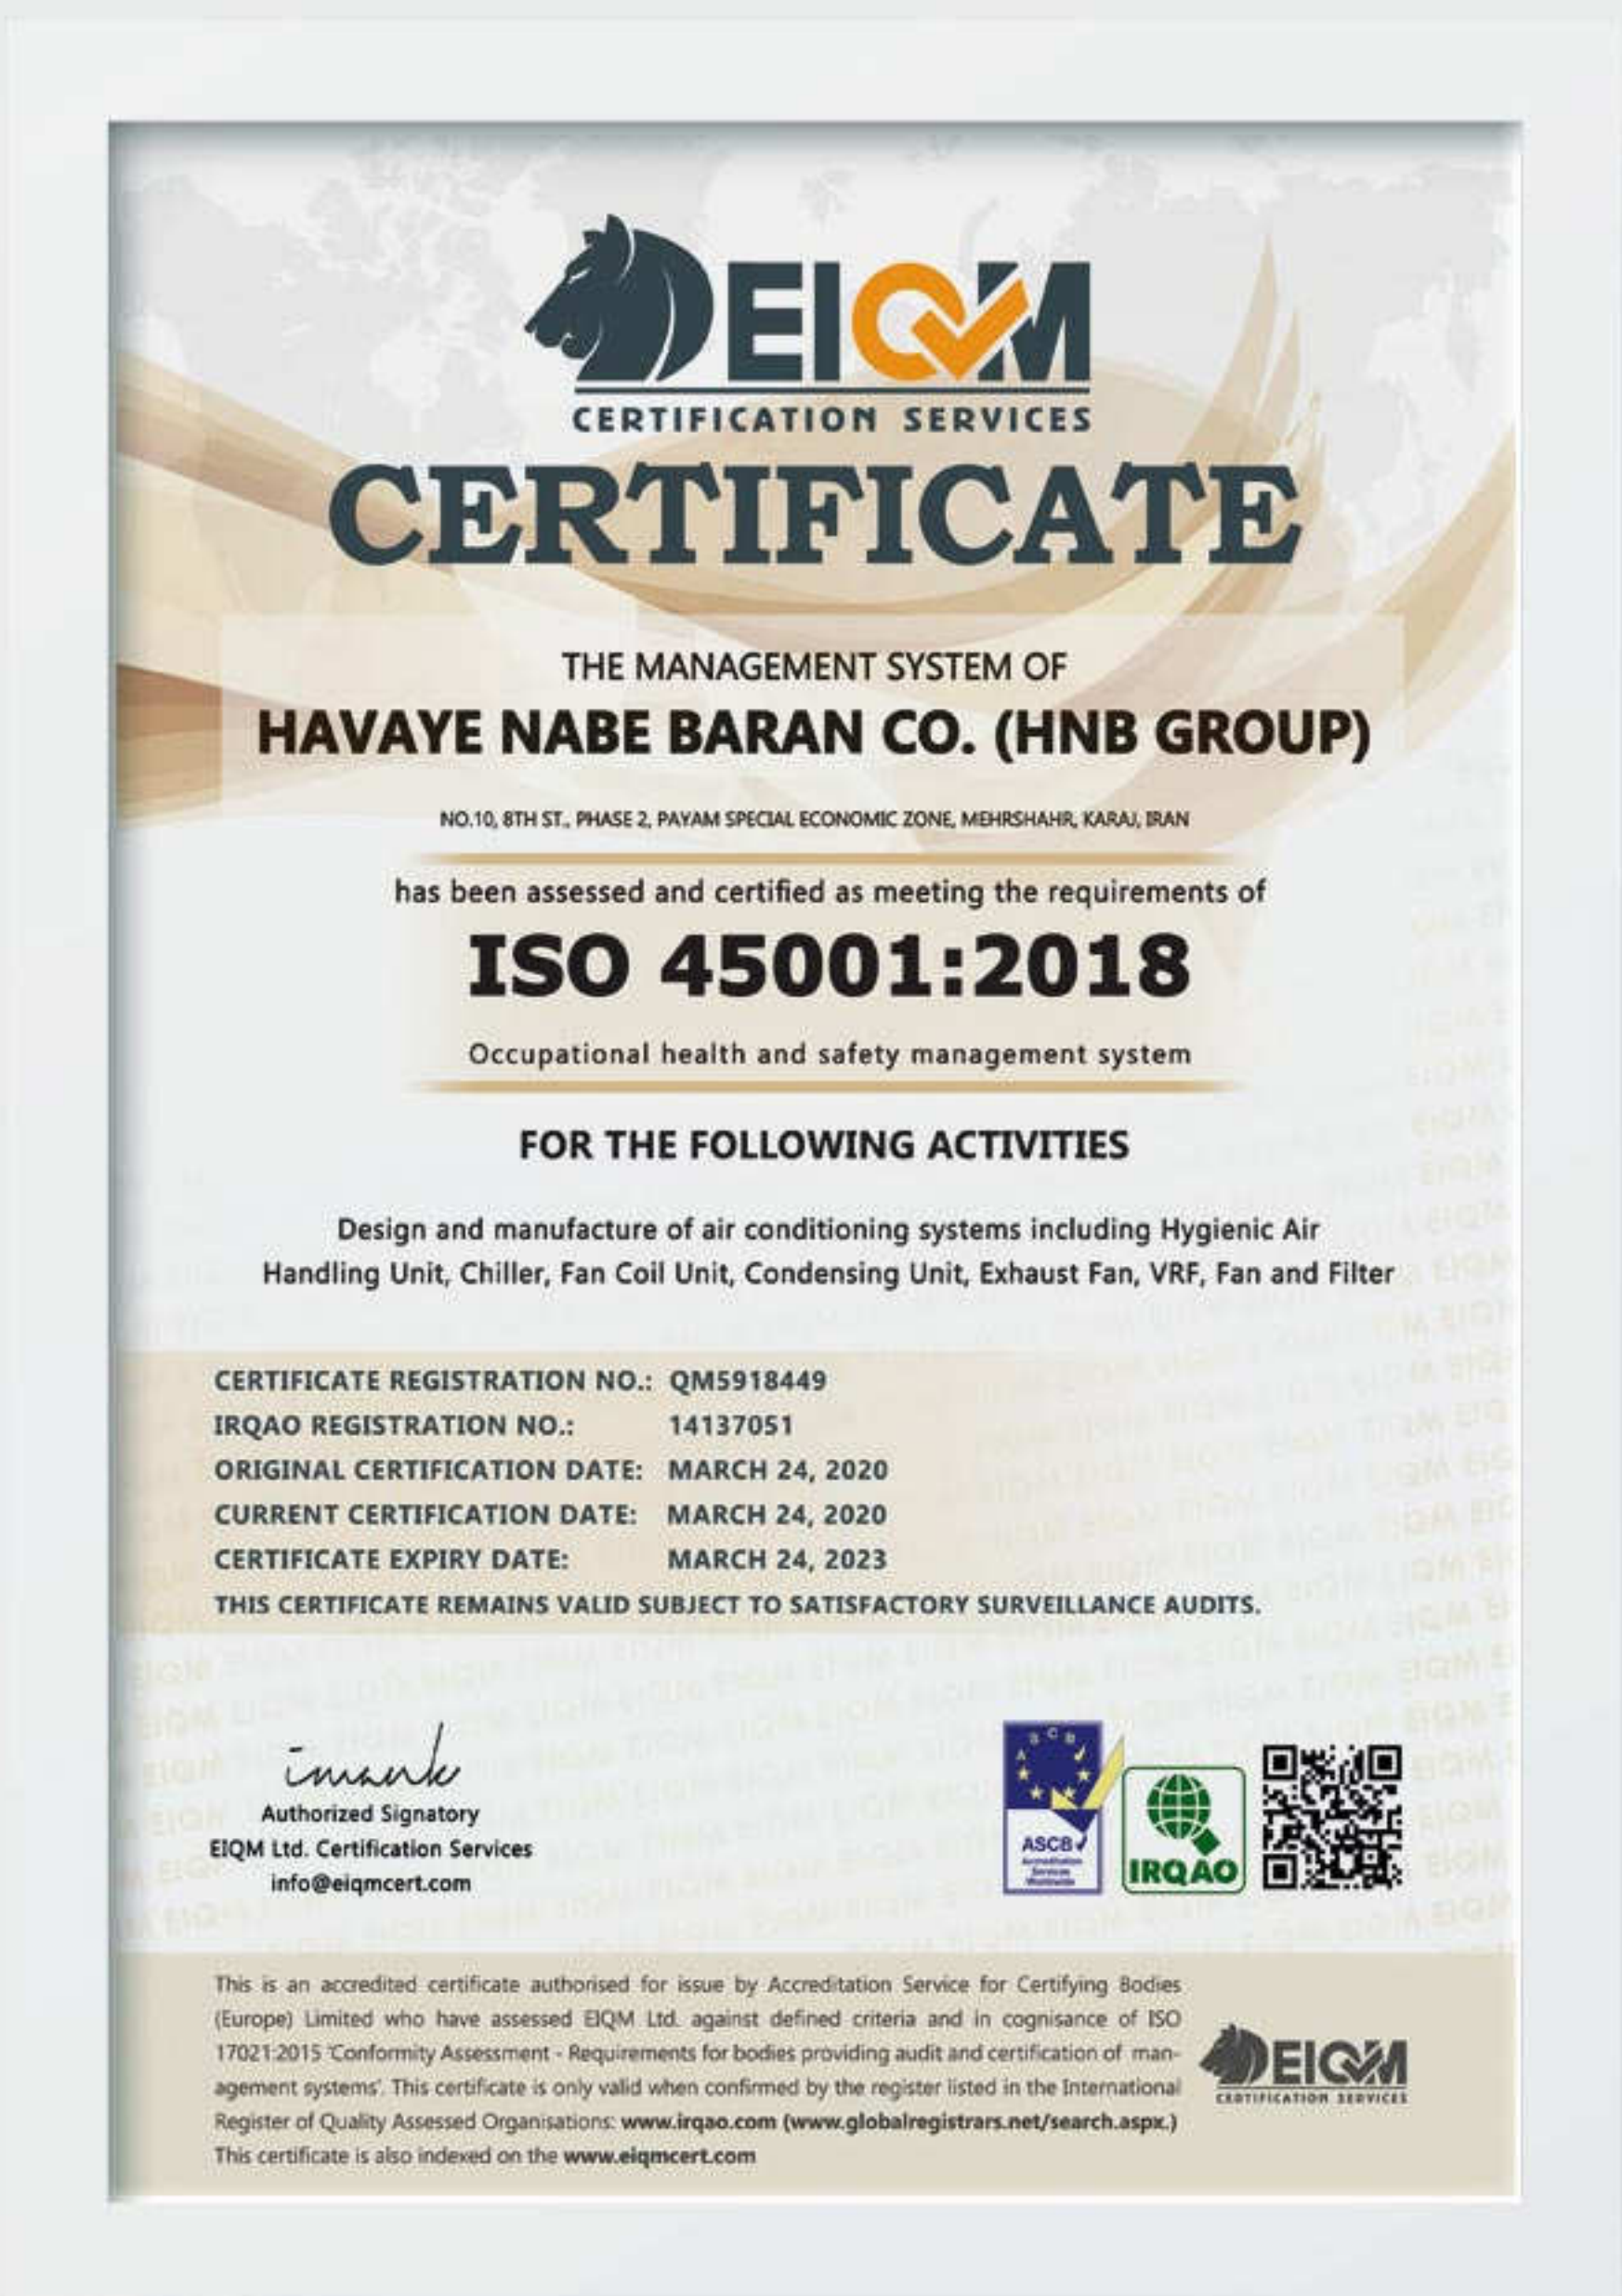 EIQM
CERTIFICATION SERVICES
CERTIFICATE
THE MANAGEMENT SYSTEM OF
HAVAYE NABE BARAN CO. (HNB GROUP)
NO.10, 8TH ST., PHASE 2, PAYAM SPECIAL ECONOMIC ZONE, MEHRSHAHR, KARAJ, IRAN
has been assessed and certified as meeting the requirements of
ISO 45001:2018
Occupational health and safety management system
FOR THE FOLLOWING ACTIVITIES
Design and manufacture of air conditioning systems including Hygienic Air
Handling Unit, Chiller, Fan Coil Unit, Condensing Unit, Exhaust Fan, VRF, Fan and Filter
CERTIFICATE REGISTRATION NO.: QM5918449
IRQAO REGISTRATION NO.: 14137051
ORIGINAL CERTIFICATION DATE: MARCH 24, 2020
CURRENT CERTIFICATION DATE: MARCH 24, 2020
CERTIFICATE EXPIRY DATE: MARCH 24, 2023
THIS CERTIFICATE REMAINS VALID SUBJECT TO SATISFACTORY SURVEILLANCE AUDITS.
Authorized Signatory
EIQM Ltd. Certification Services
info@eiqmcert.com
ASCB
ASCB
Accreditation
Services
Worldwide
IRQAO
This is an accredited certificate authorised for issue by Accreditation Service for Certifying Bodies
(Europe) Limited who have assessed EIQM Ltd. against defined criteria and in cognisance of ISO
17021:2015 'Conformity Assessment - Requirements for bodies providing audit and certification of man-
agement systems'. This certificate is only valid when confirmed by the register listed in the International
Register of Quality Assessed Organisations: www.irqao.com (www.globalregistrars.net/search.aspx.)
This certificate is also indexed on the www.eiqmcert.com
EIQM
CERTIFICATION SERVICES